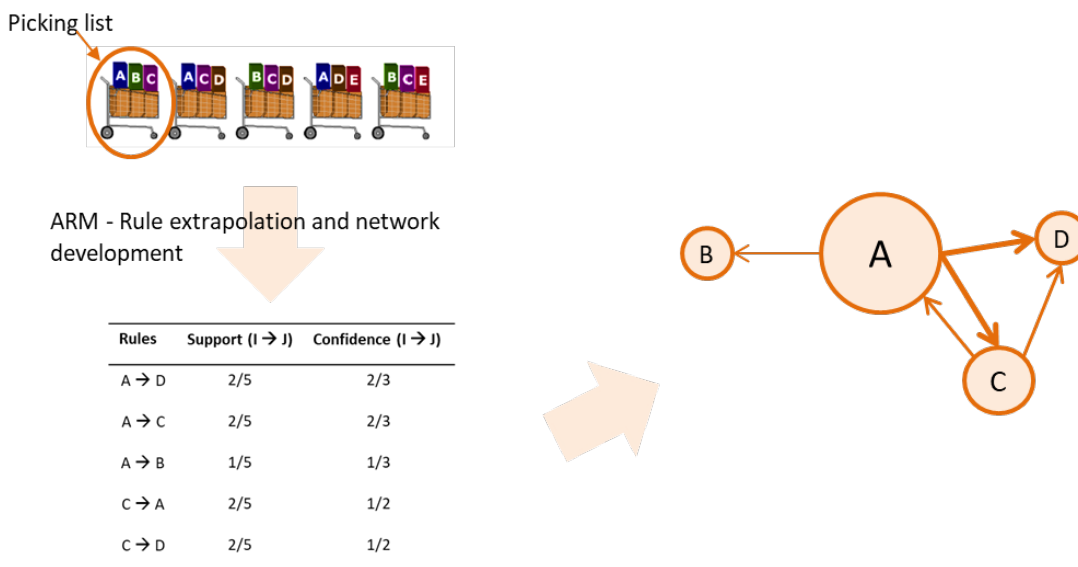 Picking list
A B C A C D B C D A D E B C E
ARM - Rule extrapolation and network
development
Rules Support (I → J) Confidence (I → J)
A → D 2/5 2/3
A → C 2/5 2/3
A → B 1/5 1/3
C → A 2/5 1/2
C → D 2/5 1/2
B
A
D
C